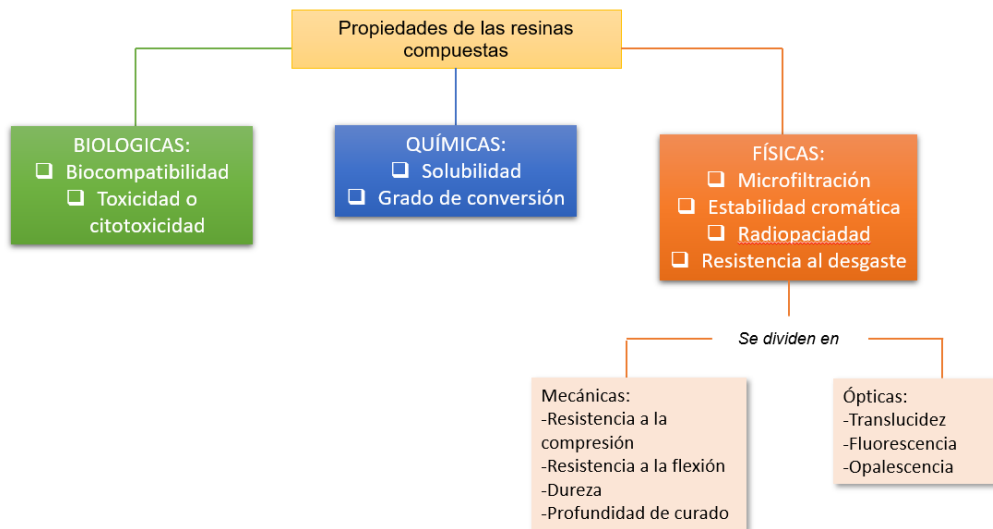 Propiedades de las resinas
compuestas
BIOLOGICAS:
Biocompatibilidad
Toxicidad o
citotoxicidad
QUÍMICAS:
Solubilidad
Grado de conversión
FÍSICAS:
Microfiltración
Estabilidad cromática
Radiopaciadad
Resistencia al desgaste
Se dividen en
Mecánicas:
-Resistencia a la
compresión
-Resistencia a la flexión
-Dureza
-Profundidad de curado
Ópticas:
-Translucidez
-Fluorescencia
-Opalescencia